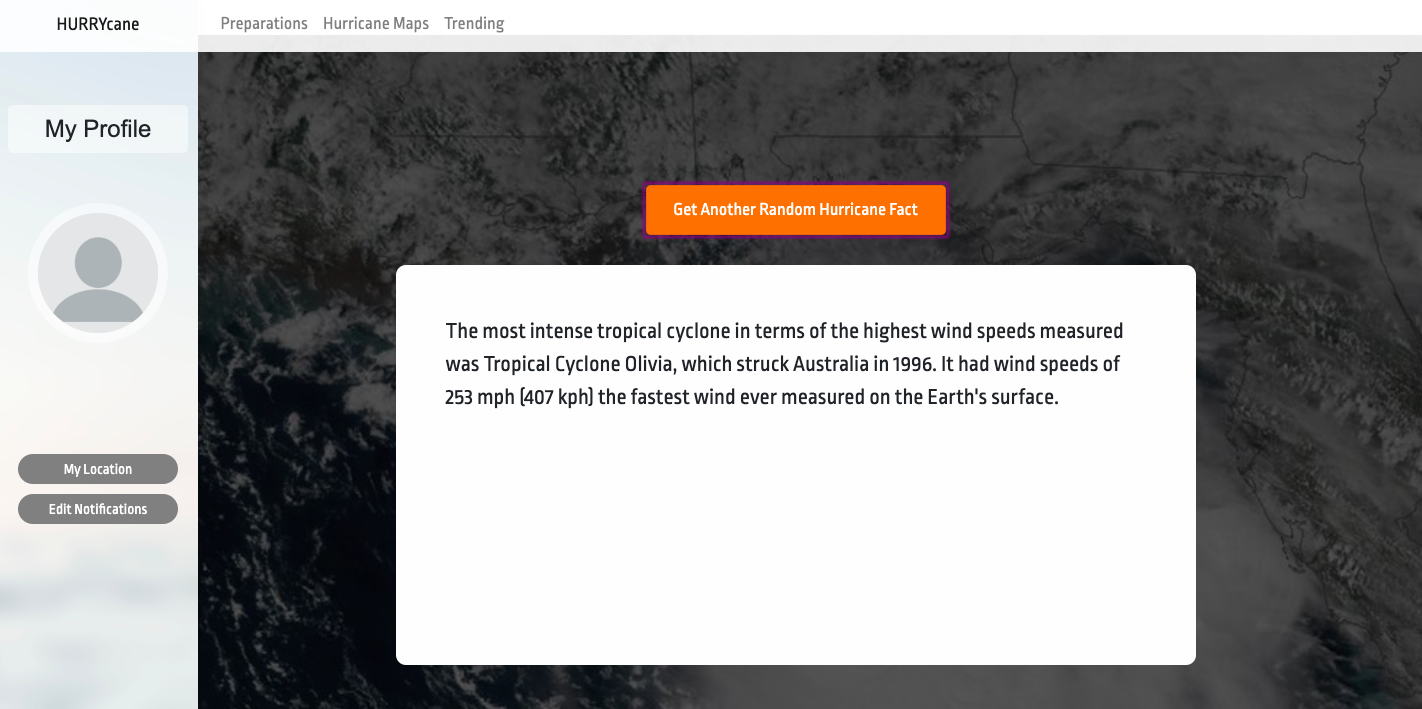 HURRYcane
Preparations Hurricane Maps Trending
My Profile
My Location
Edit Notifications
Get Another Random Hurricane Fact
The most intense tropical cyclone in terms of the highest wind speeds measured
was Tropical Cyclone Olivia, which struck Australia in 1996. It had wind speeds of
253 mph (407 kph) the fastest wind ever measured on the Earth's surface.